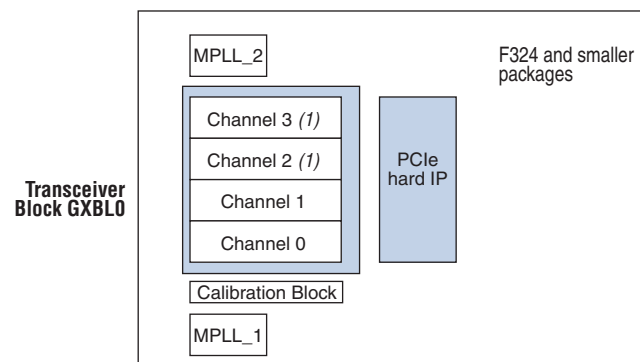 MPLL_2
F324 and smaller
packages
Channel 3 (1)
Channel 2 (1)
Channel 1
Channel 0
PCIe
hard IP
Transceiver
Block GXBL0
Calibration Block
MPLL_1